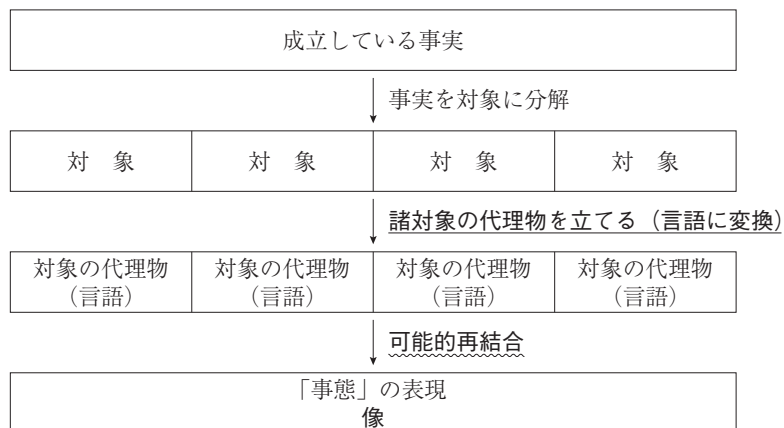 成立している事実
事実を対象に分解
対　象　対　象　対　象　対　象
諸対象の代理物を立てる（言語に変換）
対象の代理物　対象の代理物　対象の代理物　対象の代理物
（言語）　（言語）　（言語）　（言語）
可能的再結合
「事態」の表現
像